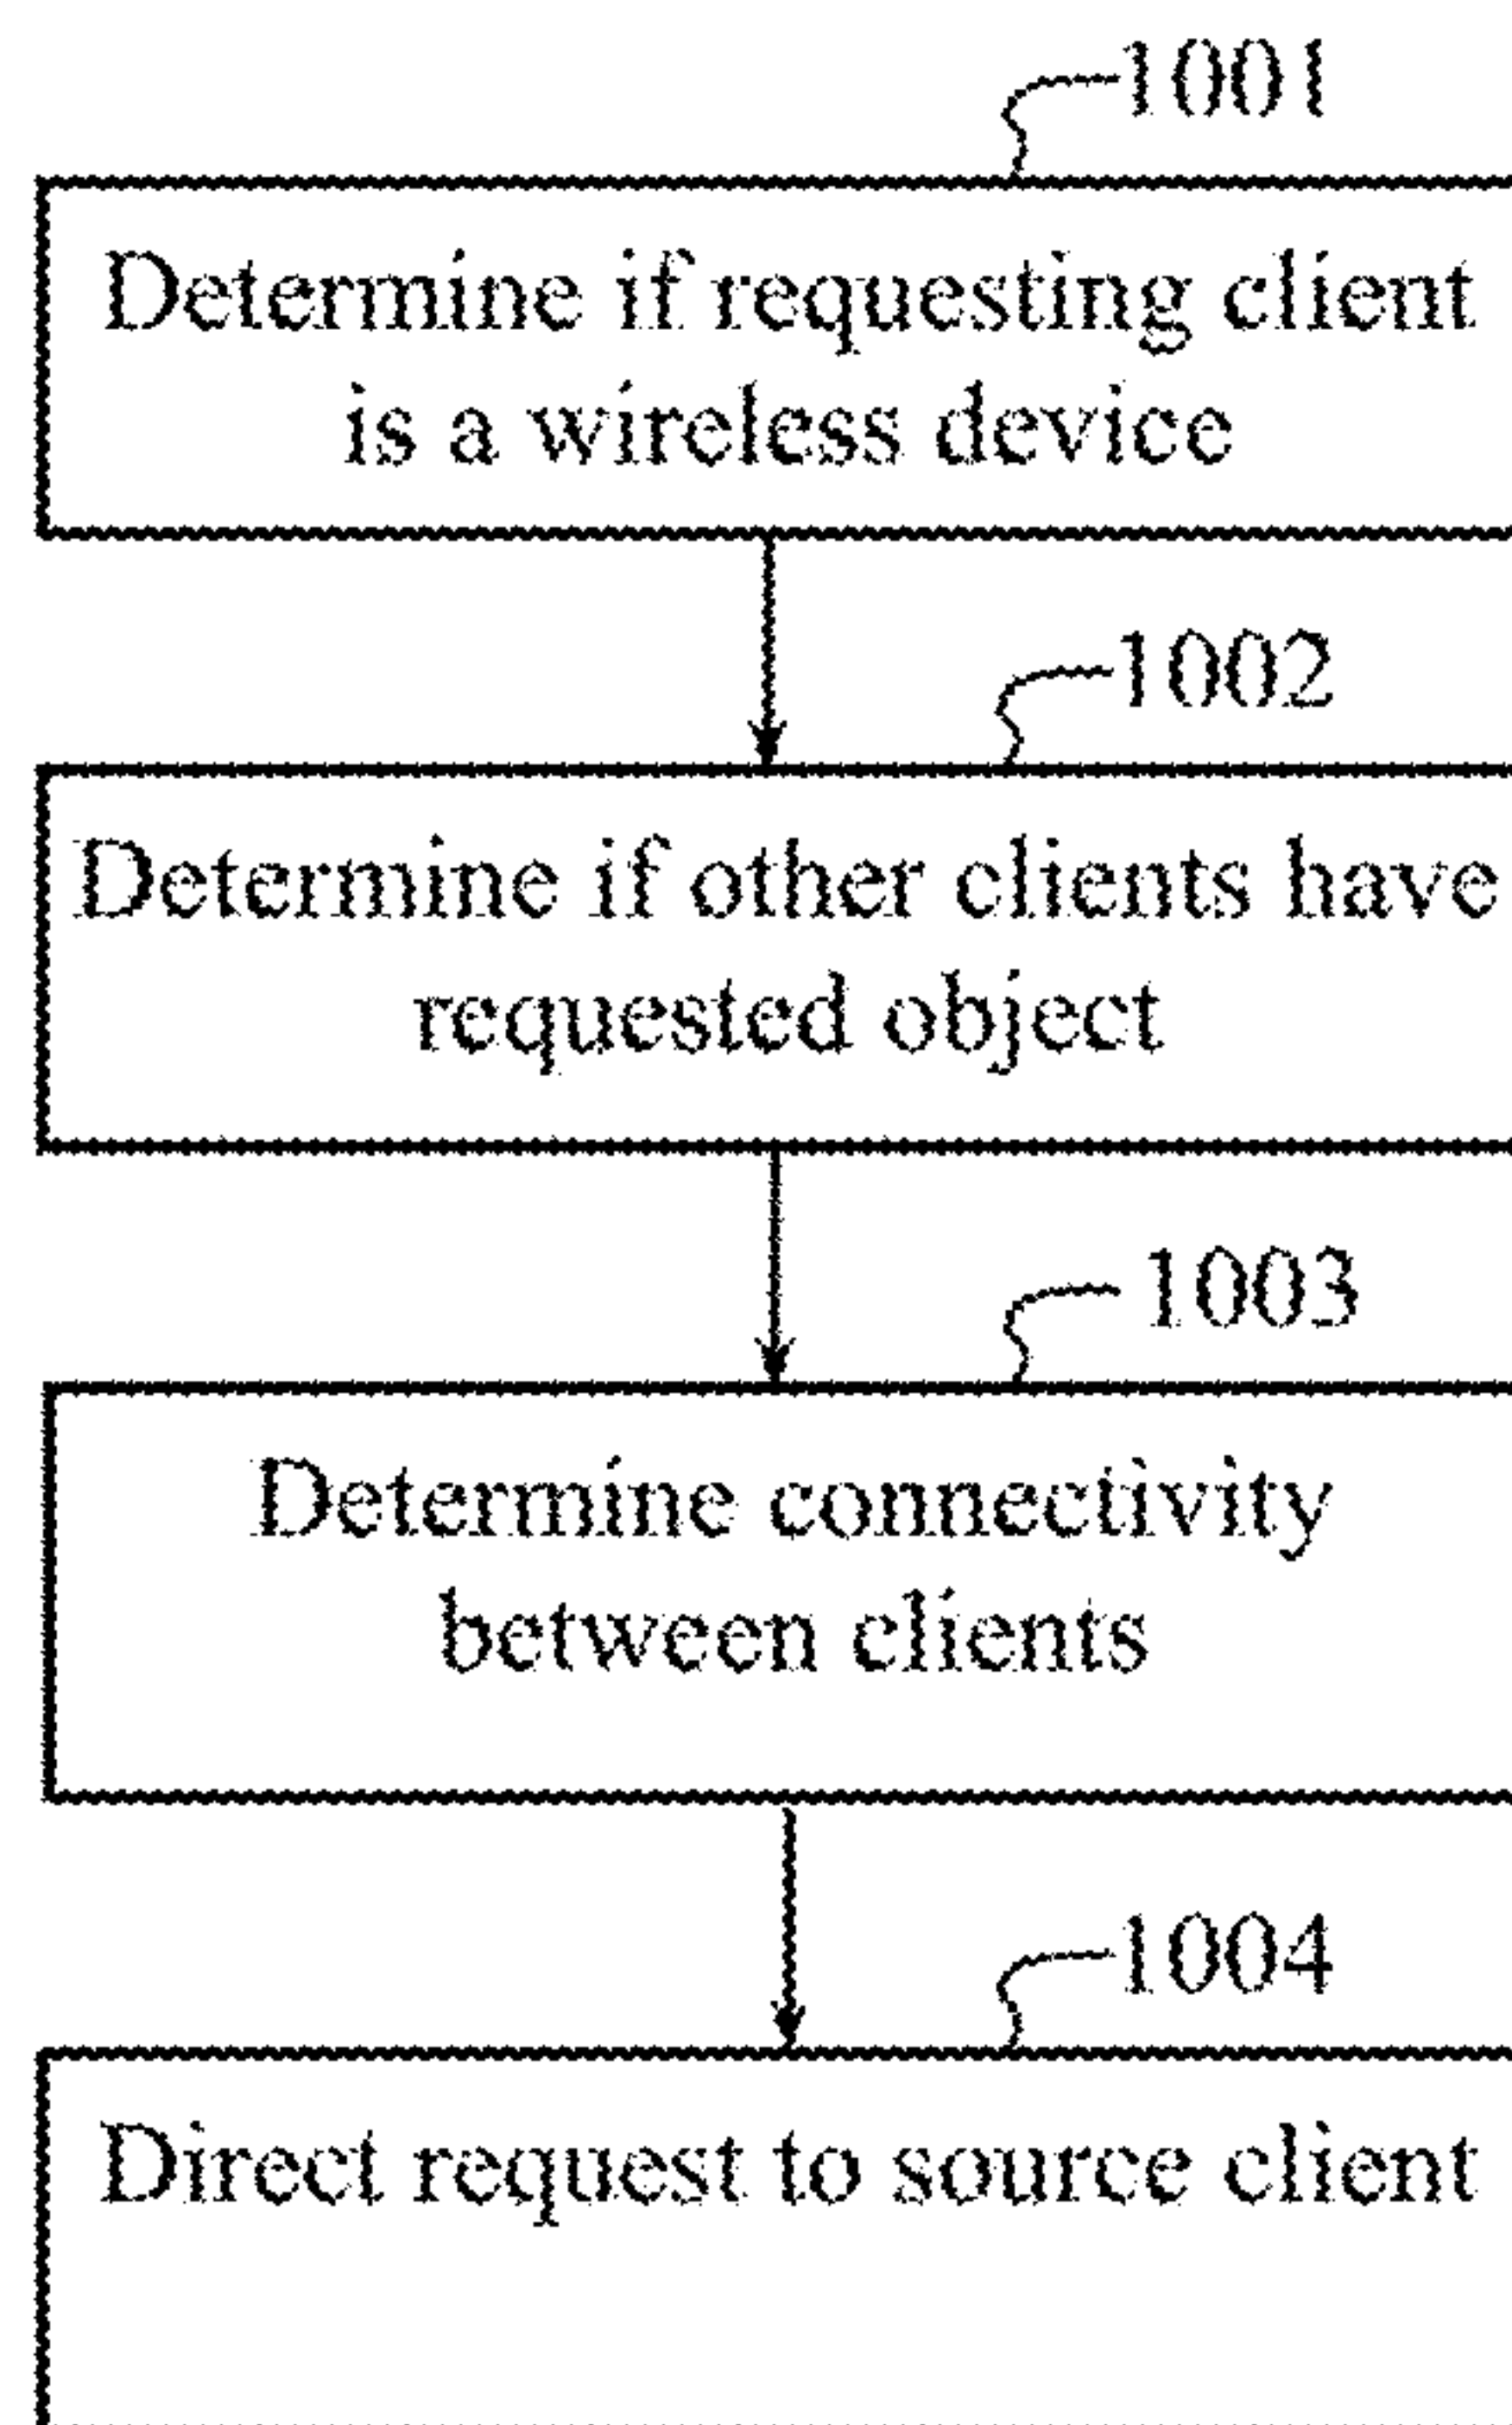 1001
Determine if requesting client
is a wireless device
1002
Determine if other clients have
requested object
1003
Determine connectivity
between clients
1004
Direct request to source client